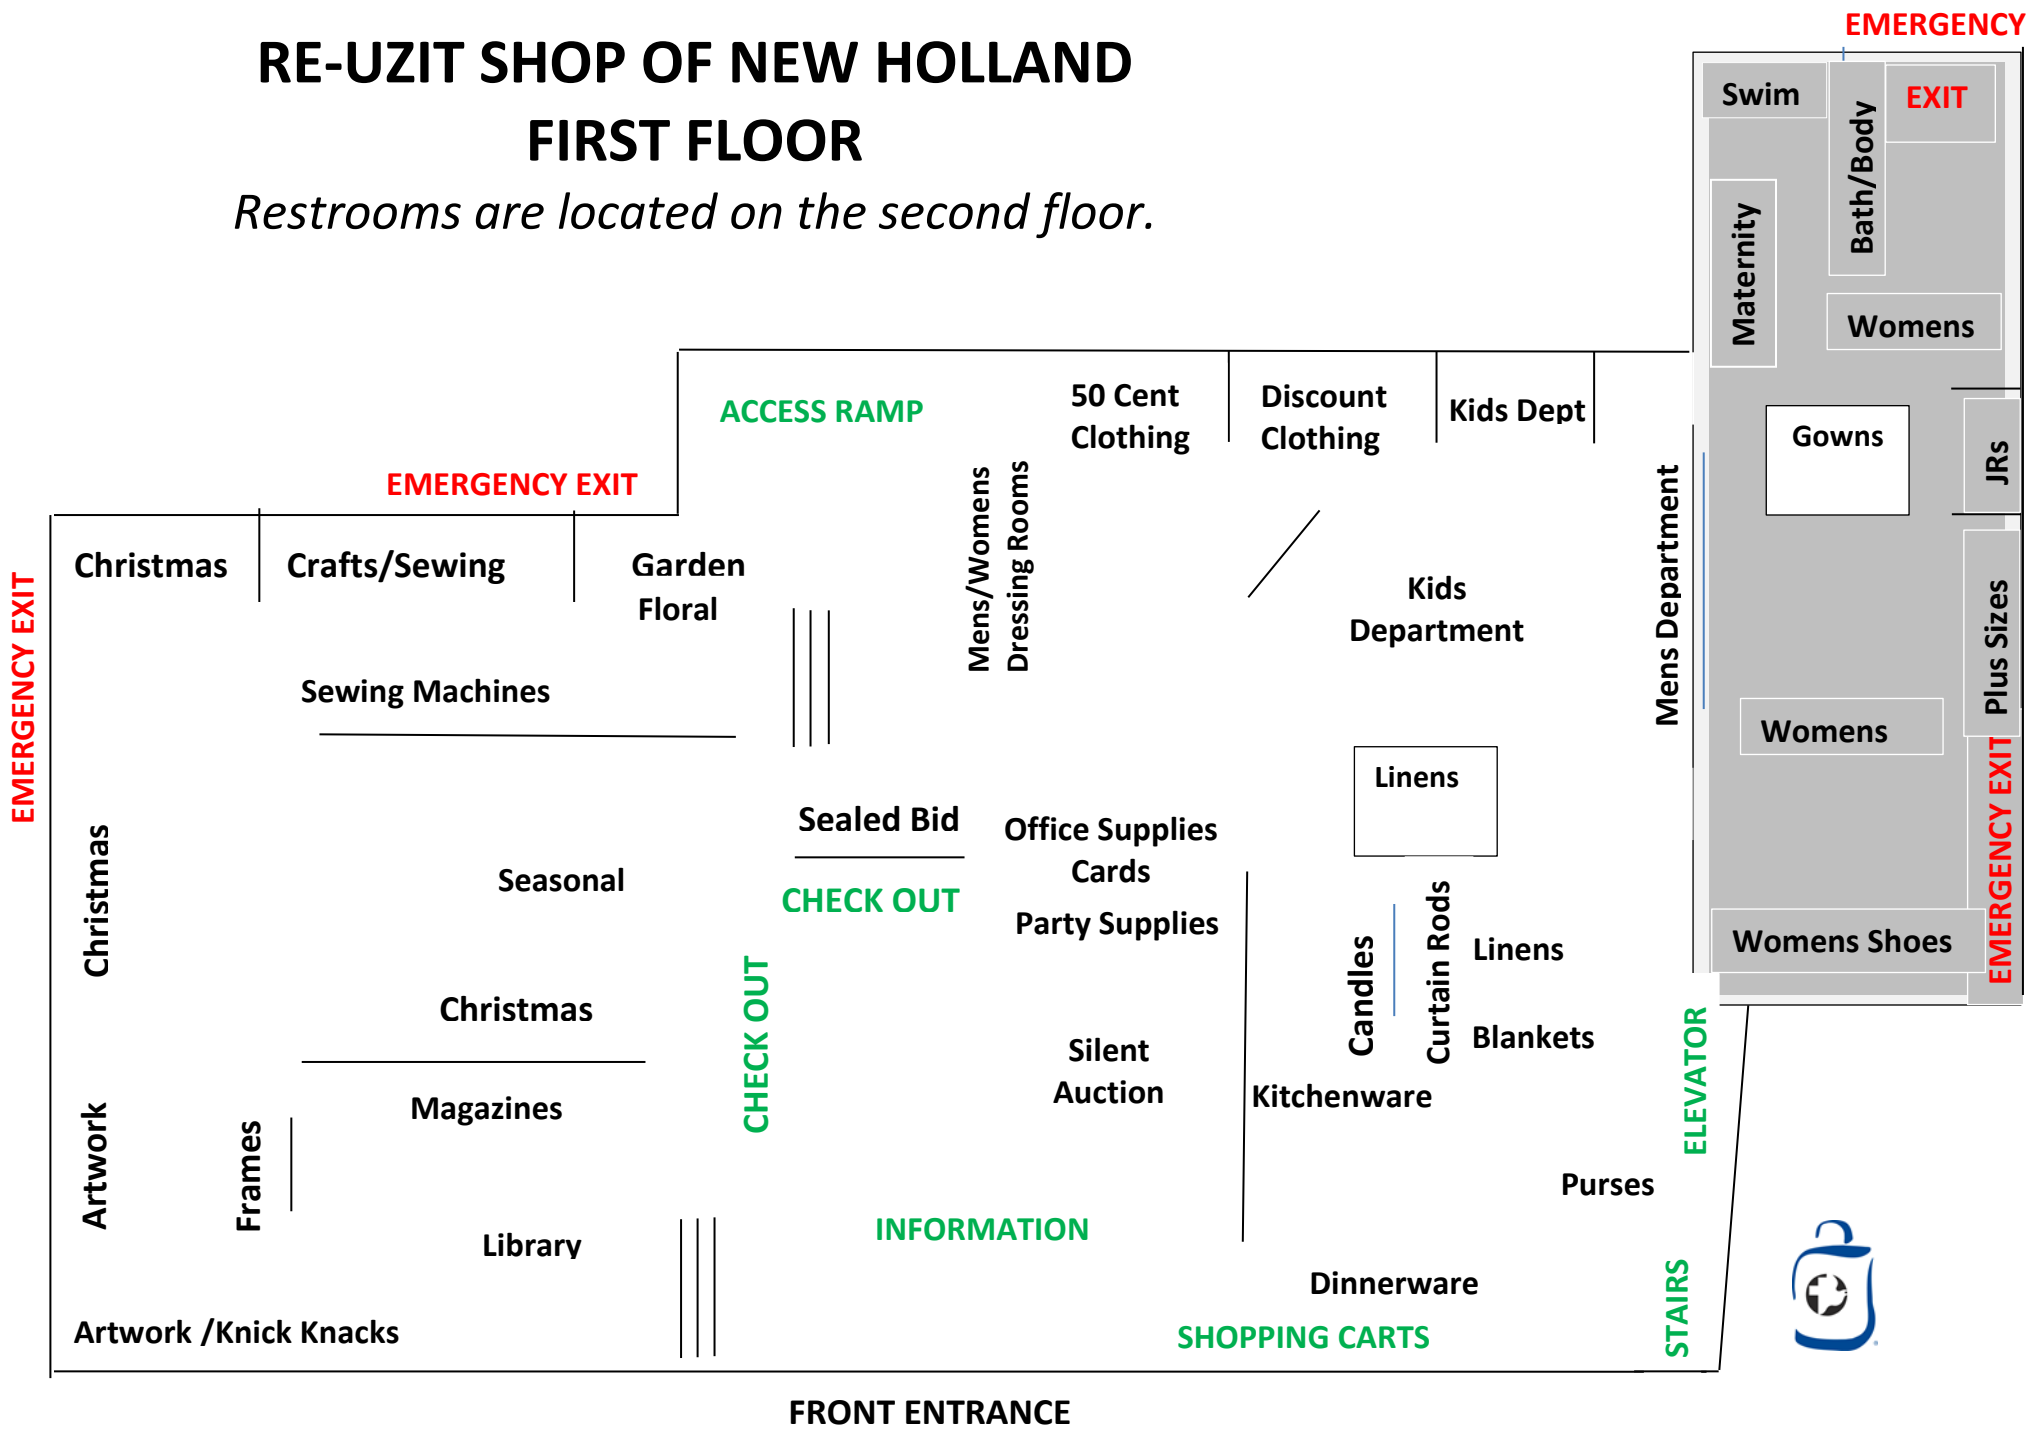 RE-UZIT SHOP OF NEW HOLLAND
FIRST FLOOR
Restrooms are located on the second floor.
EMERGENCY
EXIT
Swim
Bath/Body
Maternity
Womens
Gowns
JRs
Plus Sizes
Womens
EMERGENCY EXIT
Womens Shoes
ACCESS RAMP
50 Cent
Clothing
Discount
Clothing
Kids Dept
EMERGENCY EXIT
Mens/Womens
Dressing Rooms
Mens Department
Christmas
Crafts/Sewing
Garden
Floral
Kids
Department
EMERGENCY EXIT
Sewing Machines
Linens
Sealed Bid
Office Supplies
Cards
Party Supplies
Christmas
Seasonal
CHECK OUT
Candles
Curtain Rods
Linens
Blankets
Christmas
CHECK OUT
Silent
Auction
Kitchenware
ELEVATOR
Artwork
Frames
Magazines
Purses
Library
INFORMATION
Dinnerware
STAIRS
Artwork /Knick Knacks
SHOPPING CARTS
FRONT ENTRANCE